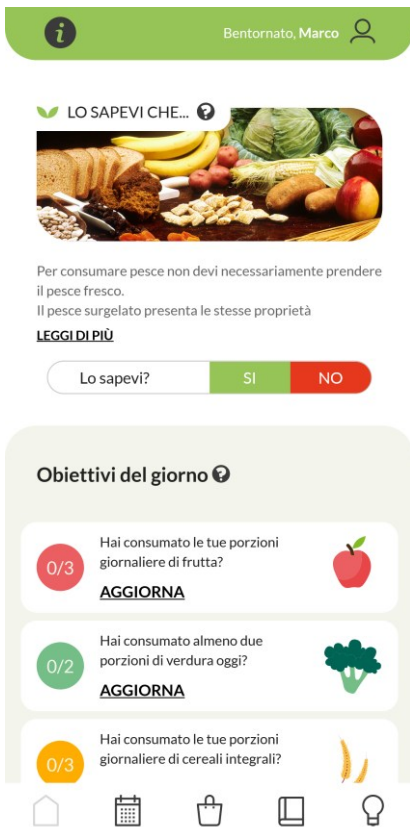 i
Bentornato, Marco
LO SAPEVI CHE... ?
Per consumare pesce non devi necessariamente prendere
il pesce fresco.
Il pesce surgelato presenta le stesse proprietà
LEGGI DI PIÙ
Lo sapevi? SI NO
Obiettivi del giorno ?
0/3
Hai consumato le tue porzioni
giornaliere di frutta?
AGGIORNA
0/2
Hai consumato almeno due
porzioni di verdura oggi?
AGGIORNA
0/3
Hai consumato le tue porzioni
giornaliere di cereali integrali?